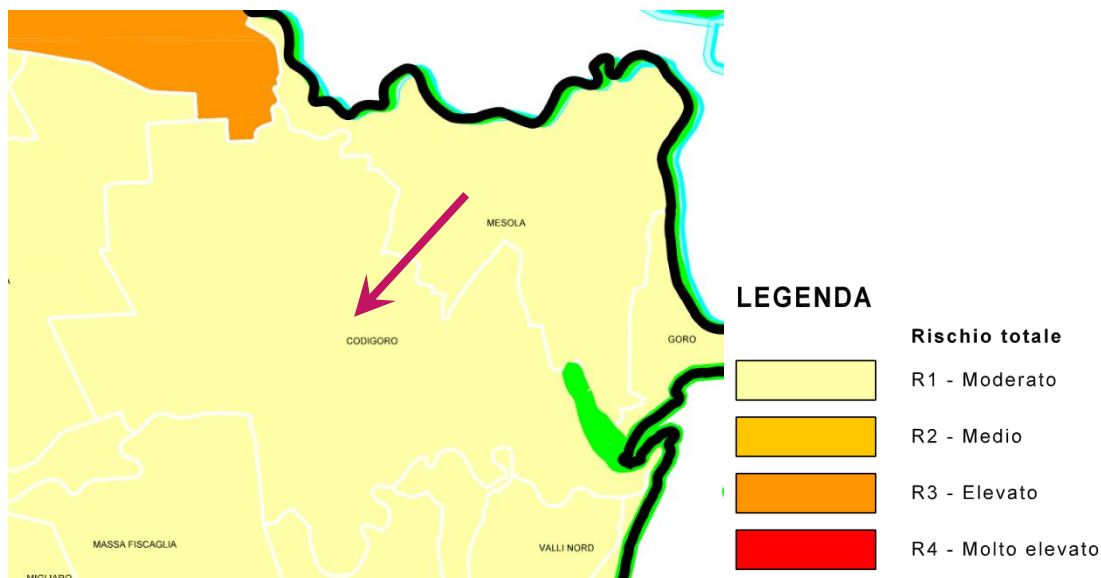 MESOLA
CODIGORO
GORO
MASSA FISCAGLIA
VALLI NORD
MIGLIARO
LEGENDA
Rischio totale
R1 - Moderato
R2 - Medio
R3 - Elevato
R4 - Molto elevato